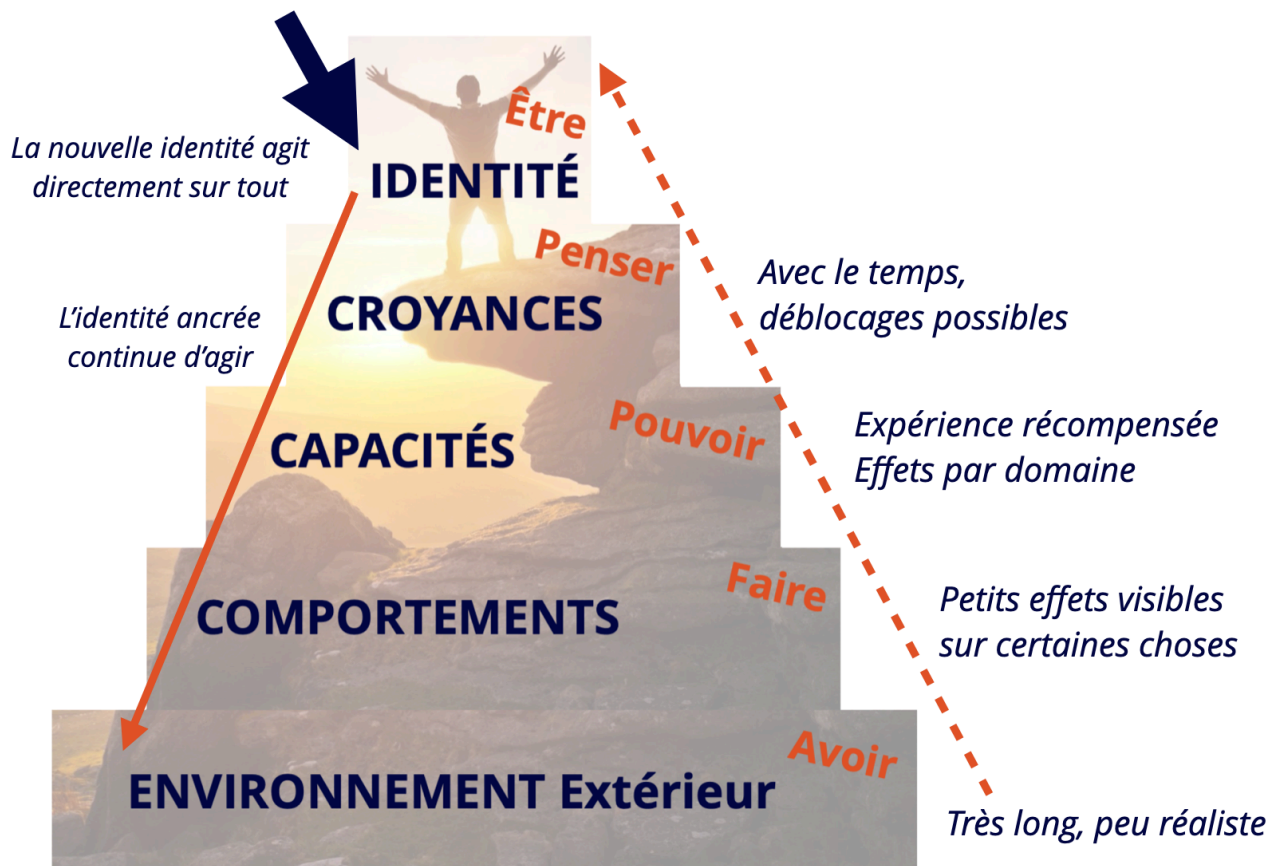 Être
La nouvelle identité agit
directement sur tout
IDENTITÉ
Penser
Avec le temps,
déblocages possibles
L’identité ancrée
continue d’agir
CROYANCES
Pouvoir
Expérience récompensée
Effets par domaine
CAPACITÉS
Faire
Petits effets visibles
sur certaines choses
COMPORTEMENTS
Avoir
ENVIRONNEMENT Extérieur
Très long, peu réaliste